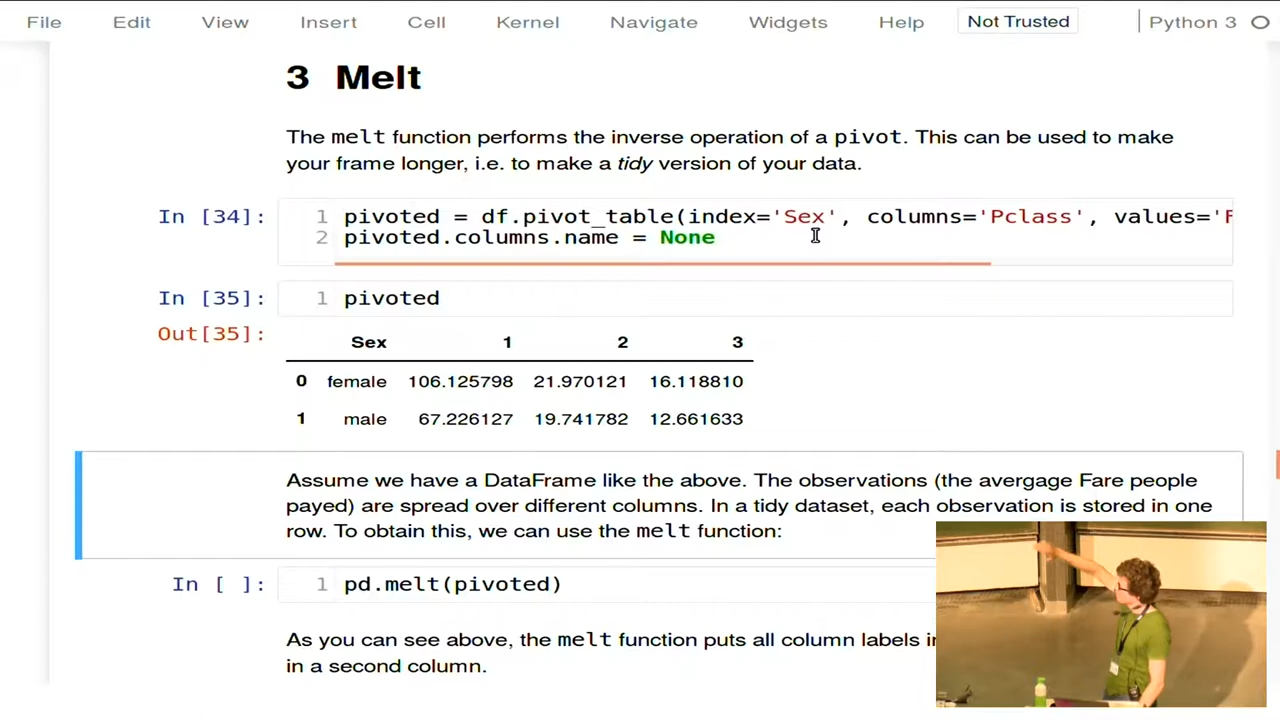 File Edit View Insert Cell Kernel Navigate Widgets Help Not Trusted Python 3
3 Melt
The melt function performs the inverse operation of a pivot. This can be used to make
your frame longer, i.e. to make a tidy version of your data.
In [34]: 1 pivoted = df.pivot_table(index='Sex', columns='Pclass', values='F
2 pivoted.columns.name = None
In [35]: 1 pivoted
Out[35]:
Sex 1 2 3
0 female 106.125798 21.970121 16.118810
1 male 67.226127 19.741782 12.661633
Assume we have a DataFrame like the above. The observations (the avergage Fare people
payed) are spread over different columns. In a tidy dataset, each observation is stored in one
row. To obtain this, we can use the melt function:
In [ ]: 1 pd.melt(pivoted)
As you can see above, the melt function puts all column labels in
in a second column.